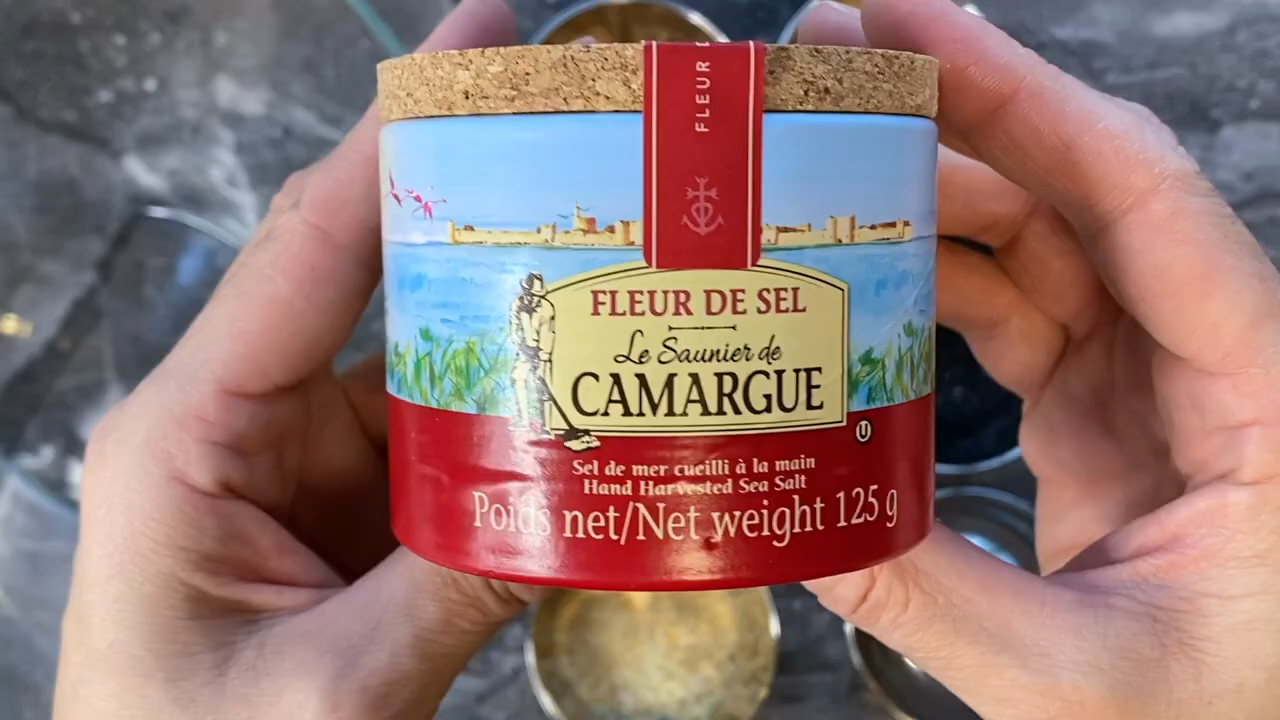 FLEUR D
FLEUR DE SEL
Le Saunier de
CAMARGUE
U
Sel de mer cueilli à la main
Hand Harvested Sea Salt
Poids net/Net weight 125 g